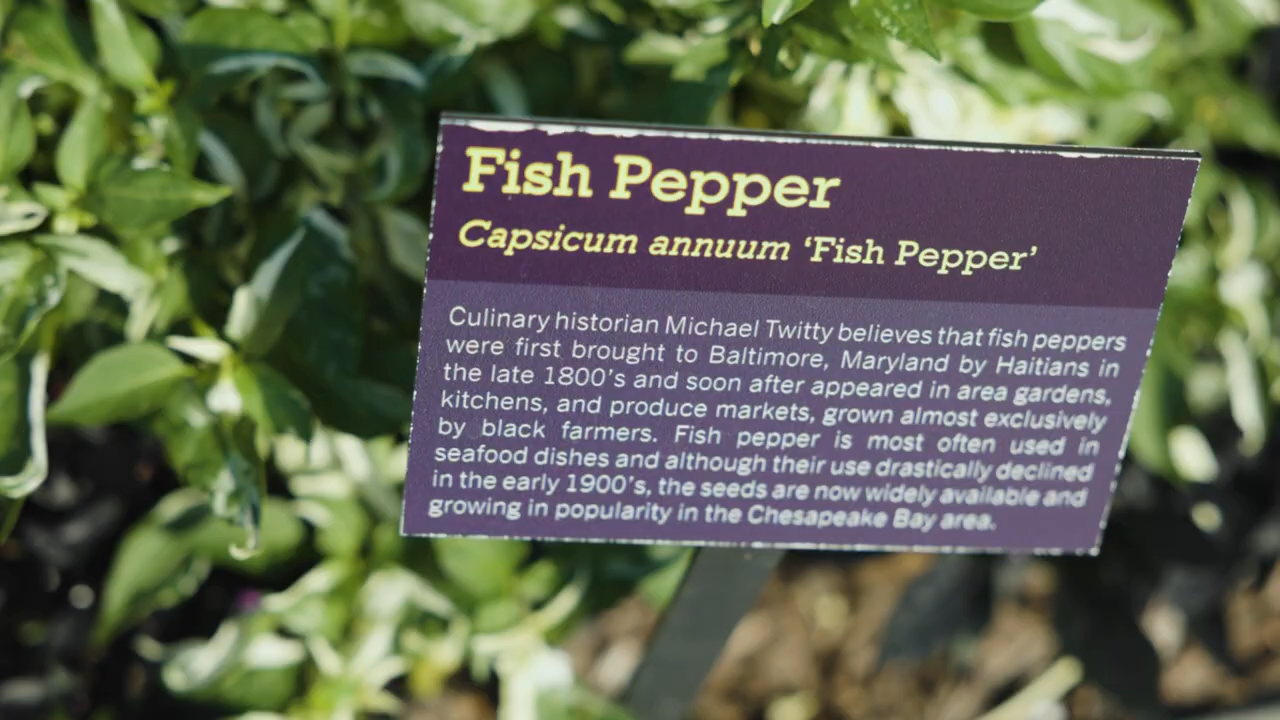 Fish Pepper
Capsicum annuum ‘Fish Pepper’
Culinary historian Michael Twitty believes that fish peppers
were first brought to Baltimore, Maryland by Haitians in
the late 1800’s and soon after appeared in area gardens,
kitchens, and produce markets, grown almost exclusively
by black farmers. Fish pepper is most often used in
seafood dishes and although their use drastically declined
in the early 1900’s, the seeds are now widely available and
growing in popularity in the Chesapeake Bay area.